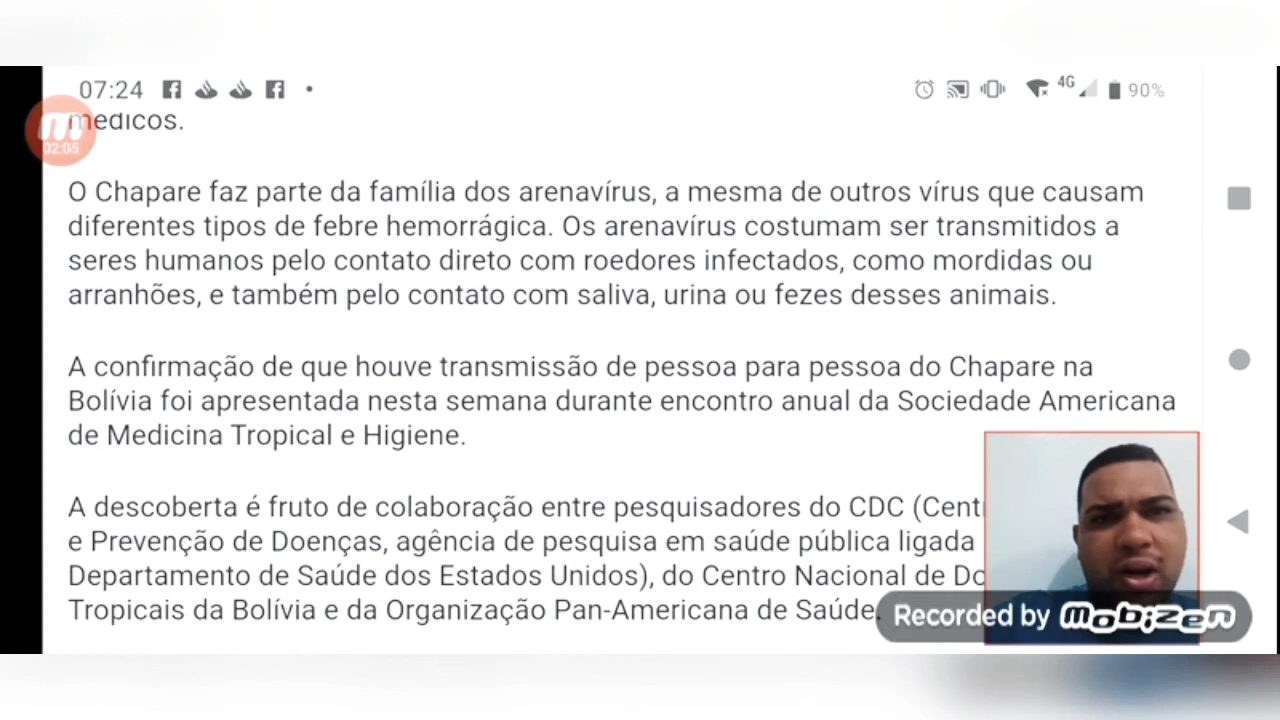 07:24
4G
90%
02:05
médicos.
O Chapare faz parte da família dos arenavírus, a mesma de outros vírus que causam
diferentes tipos de febre hemorrágica. Os arenavírus costumam ser transmitidos a
seres humanos pelo contato direto com roedores infectados, como mordidas ou
arranhões, e também pelo contato com saliva, urina ou fezes desses animais.
A confirmação de que houve transmissão de pessoa para pessoa do Chapare na
Bolívia foi apresentada nesta semana durante encontro anual da Sociedade Americana
de Medicina Tropical e Higiene.
A descoberta é fruto de colaboração entre pesquisadores do CDC
e Prevenção de Doenças, agência de pesquisa em saúde pública ligada
Departamento de Saúde dos Estados Unidos), do Centro Nacional de
Tropicais da Bolívia e da Organização Pan-Americana de Saúde.
Recorded by mobizen